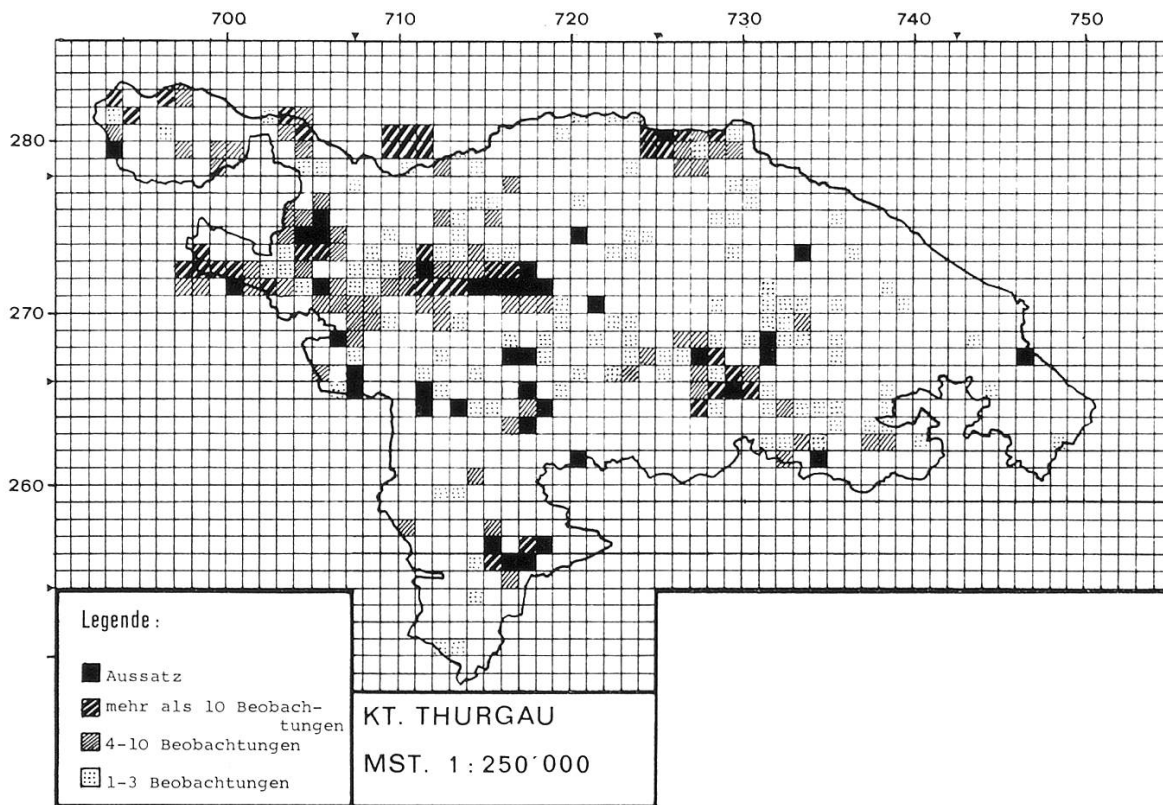 700 710 720 730 740 750
280
270
260
Legende :
Aussatz
mehr als 10 Beobach-
tungen
4-10 Beobachtungen
1-3 Beobachtungen
KT. THURGAU
MST. 1 : 250´000